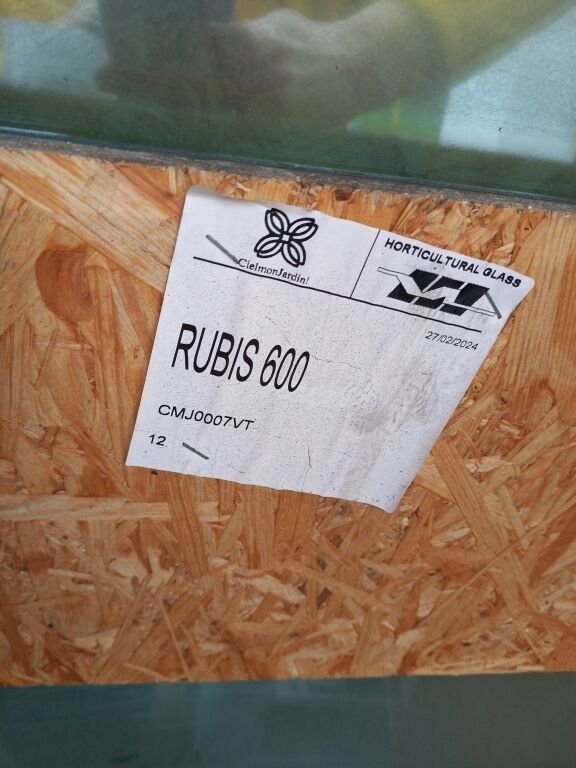 CielmonJardin!
HORTICULTURAL GLASS
27/02/2024
RUBIS 600
CMJ0007VT
12